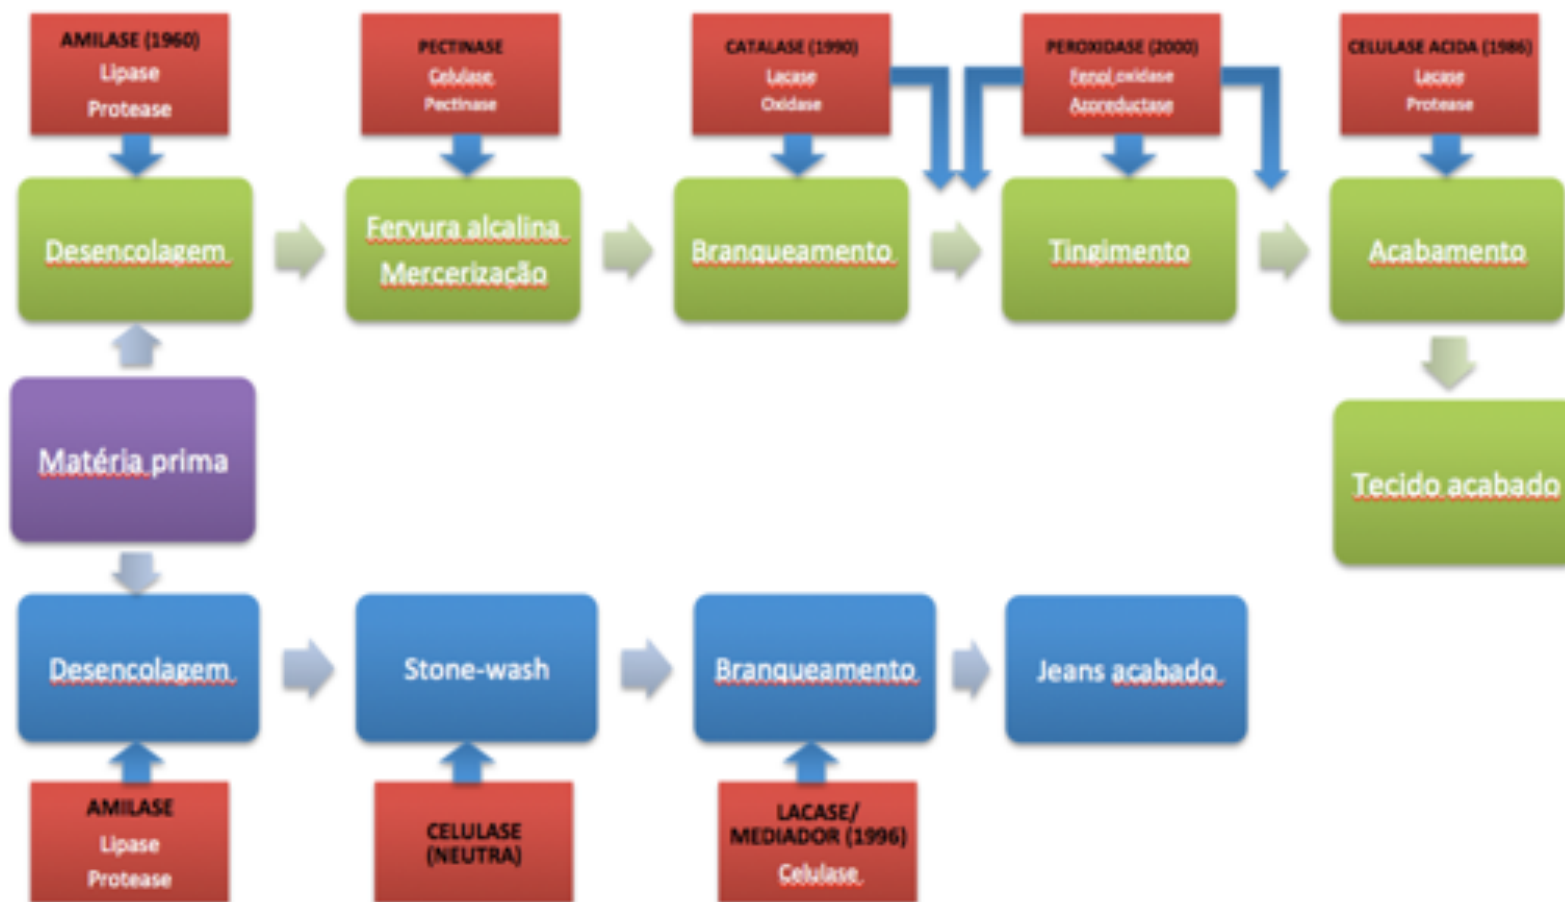 AMILASE (1960)
Lipase
Protease
PECTINASE
Celulase
Pectinase
CATALASE (1990)
Lacase
Oxidase
PEROXIDASE (2000)
Fenol oxidase
Azoreductase
CELULASE ACIDA (1986)
Lacase
Protease
Desencolagem
Fervura alcalina
Mercerização
Branqueamento
Tingimento
Acabamento
Matéria prima
Tecido acabado
Desencolagem
Stone-wash
Branqueamento
Jeans acabado
AMILASE
Lipase
Protease
CELULASE
(NEUTRA)
LACASE/
MEDIADOR (1996)
Celulase